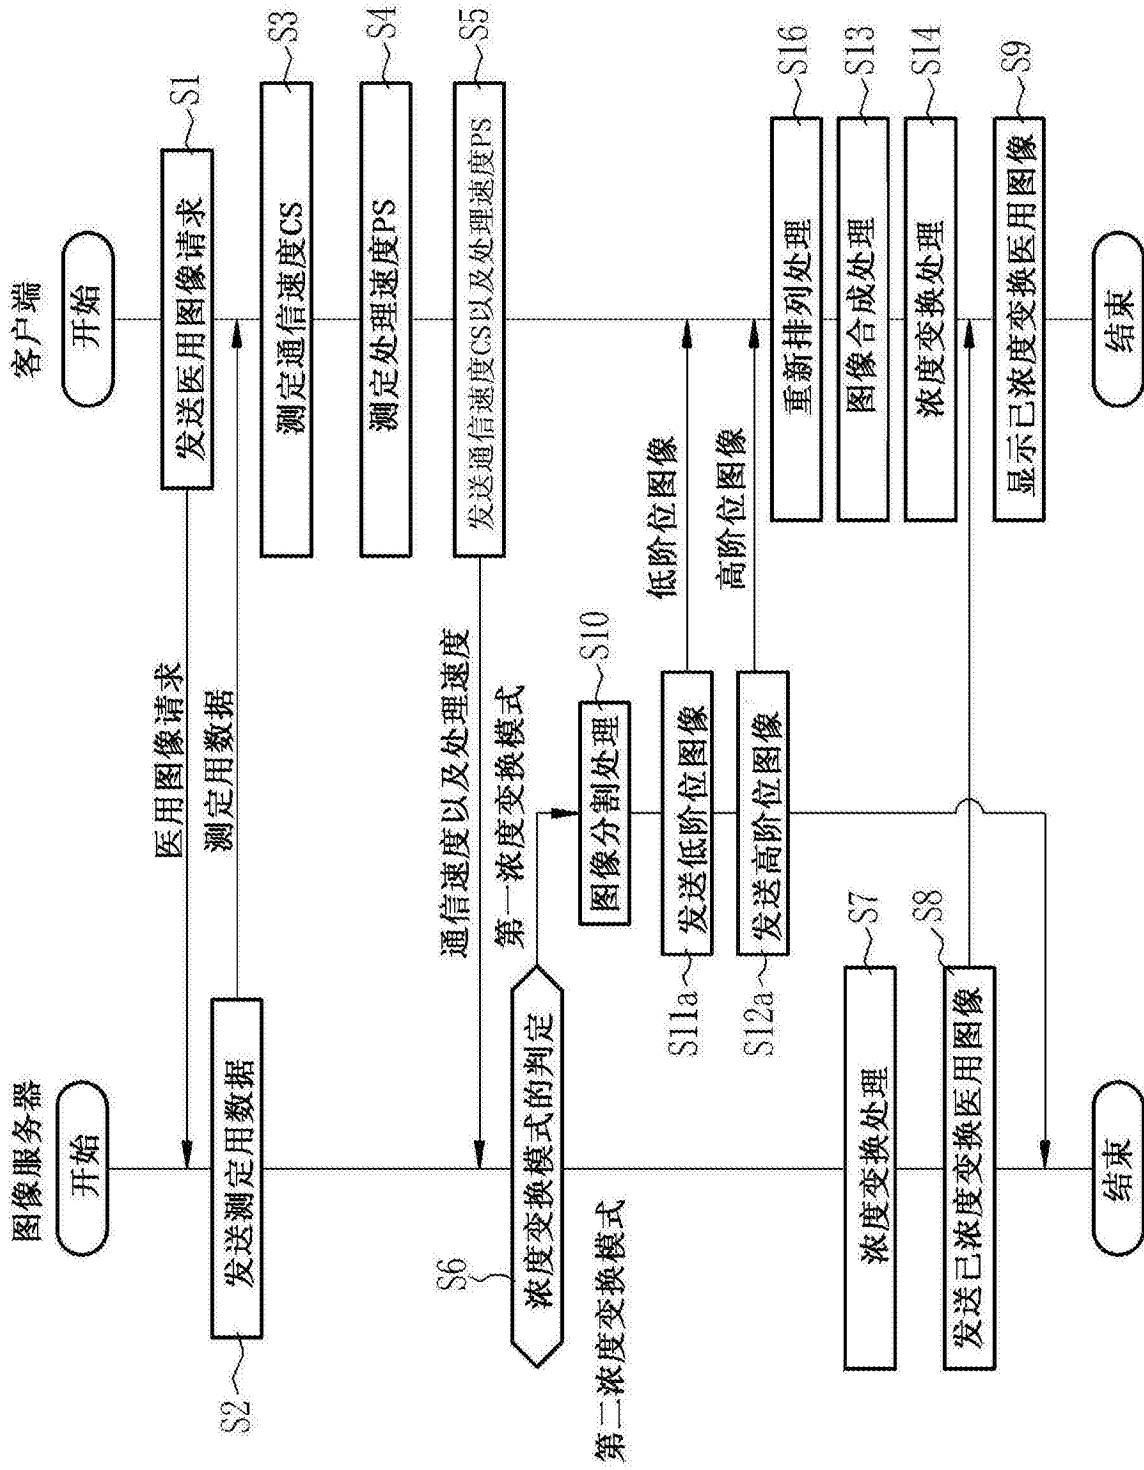 图像服务器
客户端
开始
开始
发送医用图像请求
S1
医用图像请求
发送测定用数据
S2
测定用数据
测定通信速度CS
S3
测定处理速度PS
S4
发送通信速度CS以及处理速度PS
S5
通信速度以及处理速度
浓度变换模式的判定
S6
第一浓度变换模式
第二浓度变换模式
图像分割处理
S10
发送低阶位图像
S11a
低阶位图像
发送高阶位图像
S12a
高阶位图像
重新排列处理
S16
图像合成处理
S13
浓度变换处理
S7
浓度变换处理
S14
发送已浓度变换医用图像
S8
显示已浓度变换医用图像
S9
结束
结束